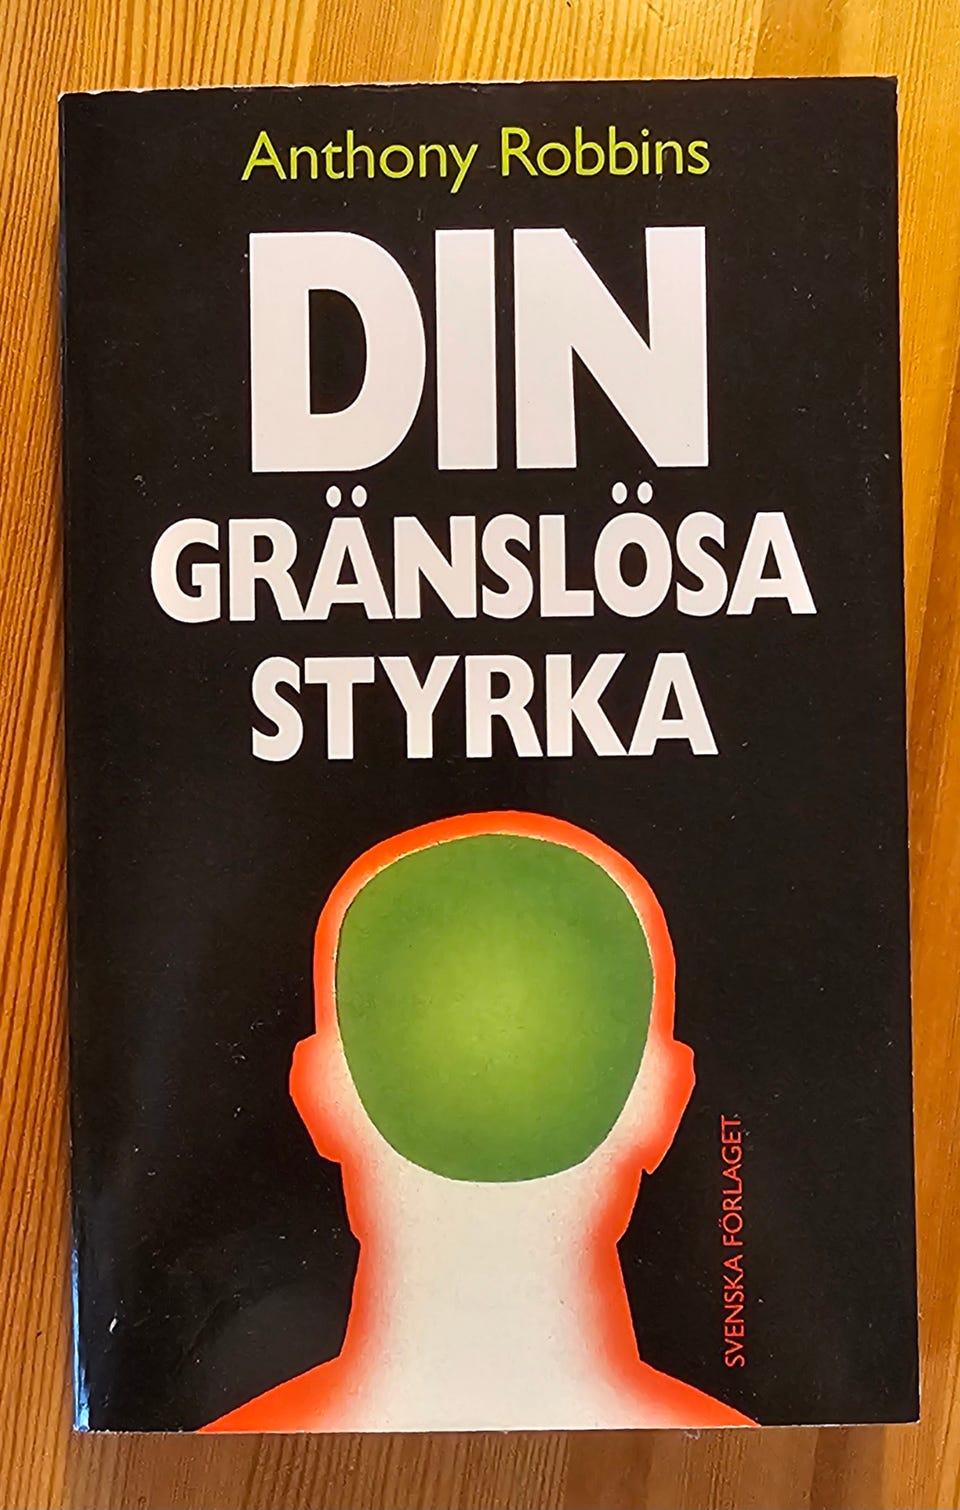 Anthony Robbins
DIN
GRÄNSLÖSA
STYRKA
SVENSKA FÖRLAGET